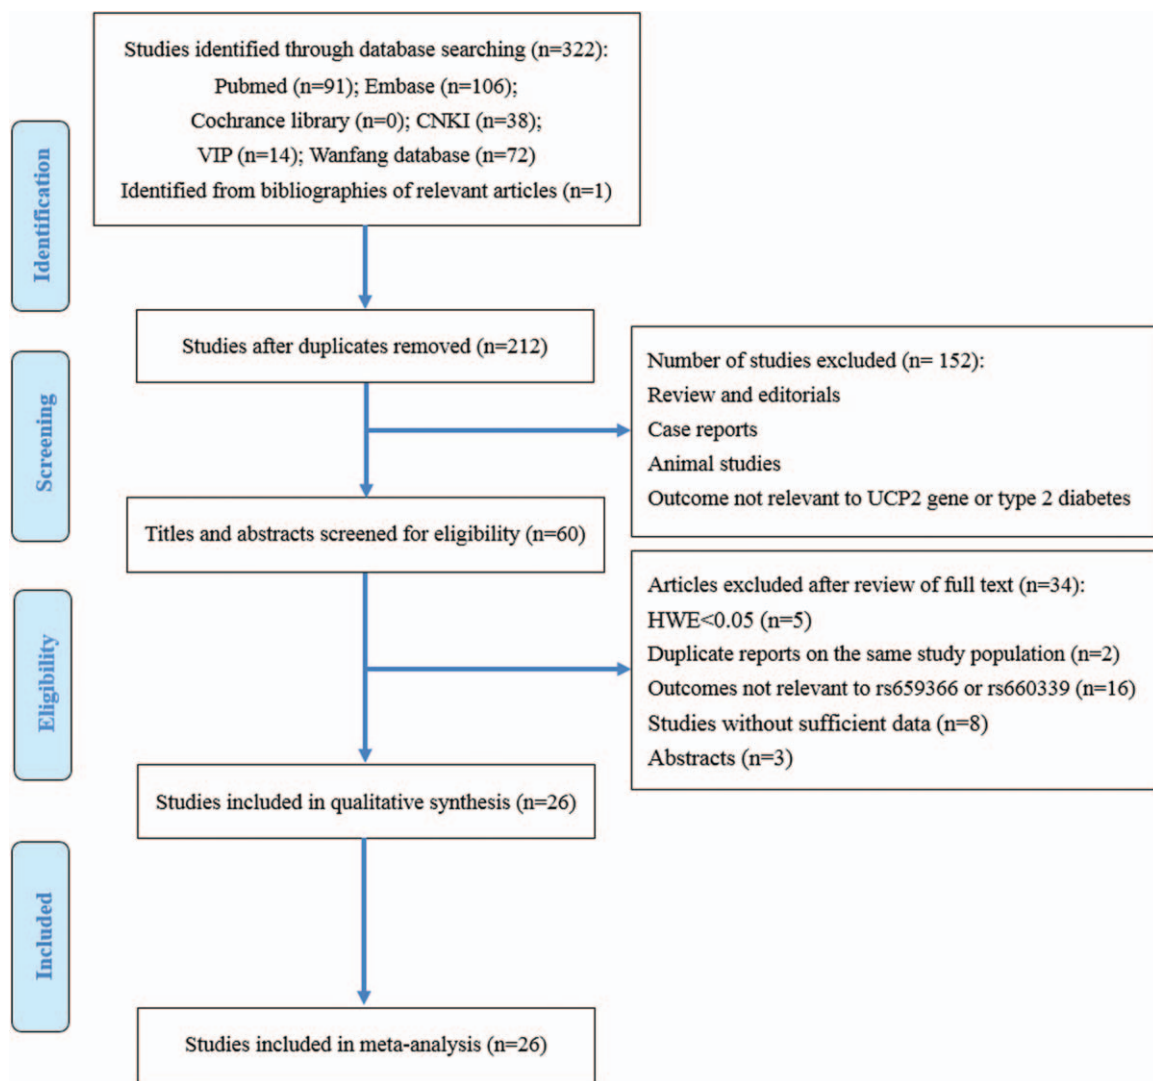 Studies identified through database searching (n=322):
Pubmed (n=91); Embase (n=106);
Cochrance library (n=0); CNKI (n=38);
VIP (n=14); Wanfang database (n=72)
Identified from bibliographies of relevant articles (n=1)
Identification
Studies after duplicates removed (n=212)
Number of studies excluded (n= 152):
Review and editorials
Case reports
Animal studies
Outcome not relevant to UCP2 gene or type 2 diabetes
Screening
Titles and abstracts screened for eligibility (n=60)
Articles excluded after review of full text (n=34):
HWE<0.05 (n=5)
Duplicate reports on the same study population (n=2)
Outcomes not relevant to rs659366 or rs660339 (n=16)
Studies without sufficient data (n=8)
Abstracts (n=3)
Eligibility
Studies included in qualitative synthesis (n=26)
Included
Studies included in meta-analysis (n=26)